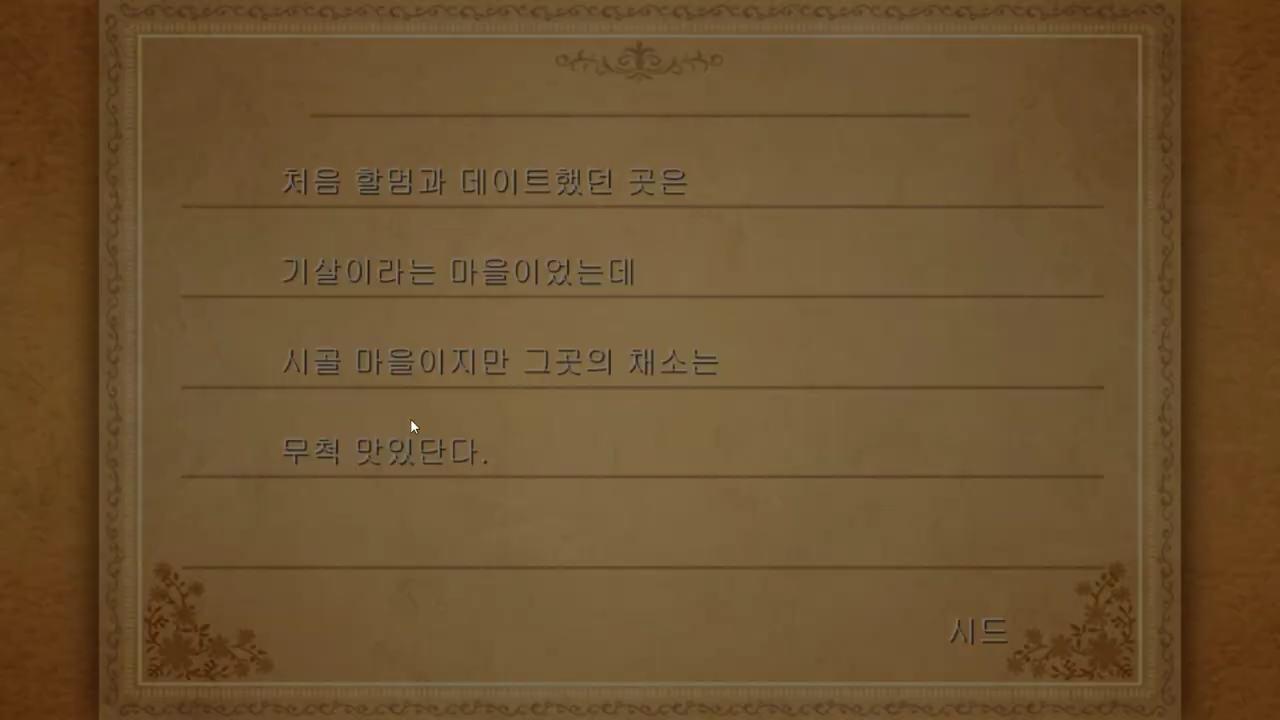 처음 할멈과 데이트했던 곳은
기살이라는 마을이었는데
시골 마을이지만 그곳의 채소는
무척 맛있단다.
시드